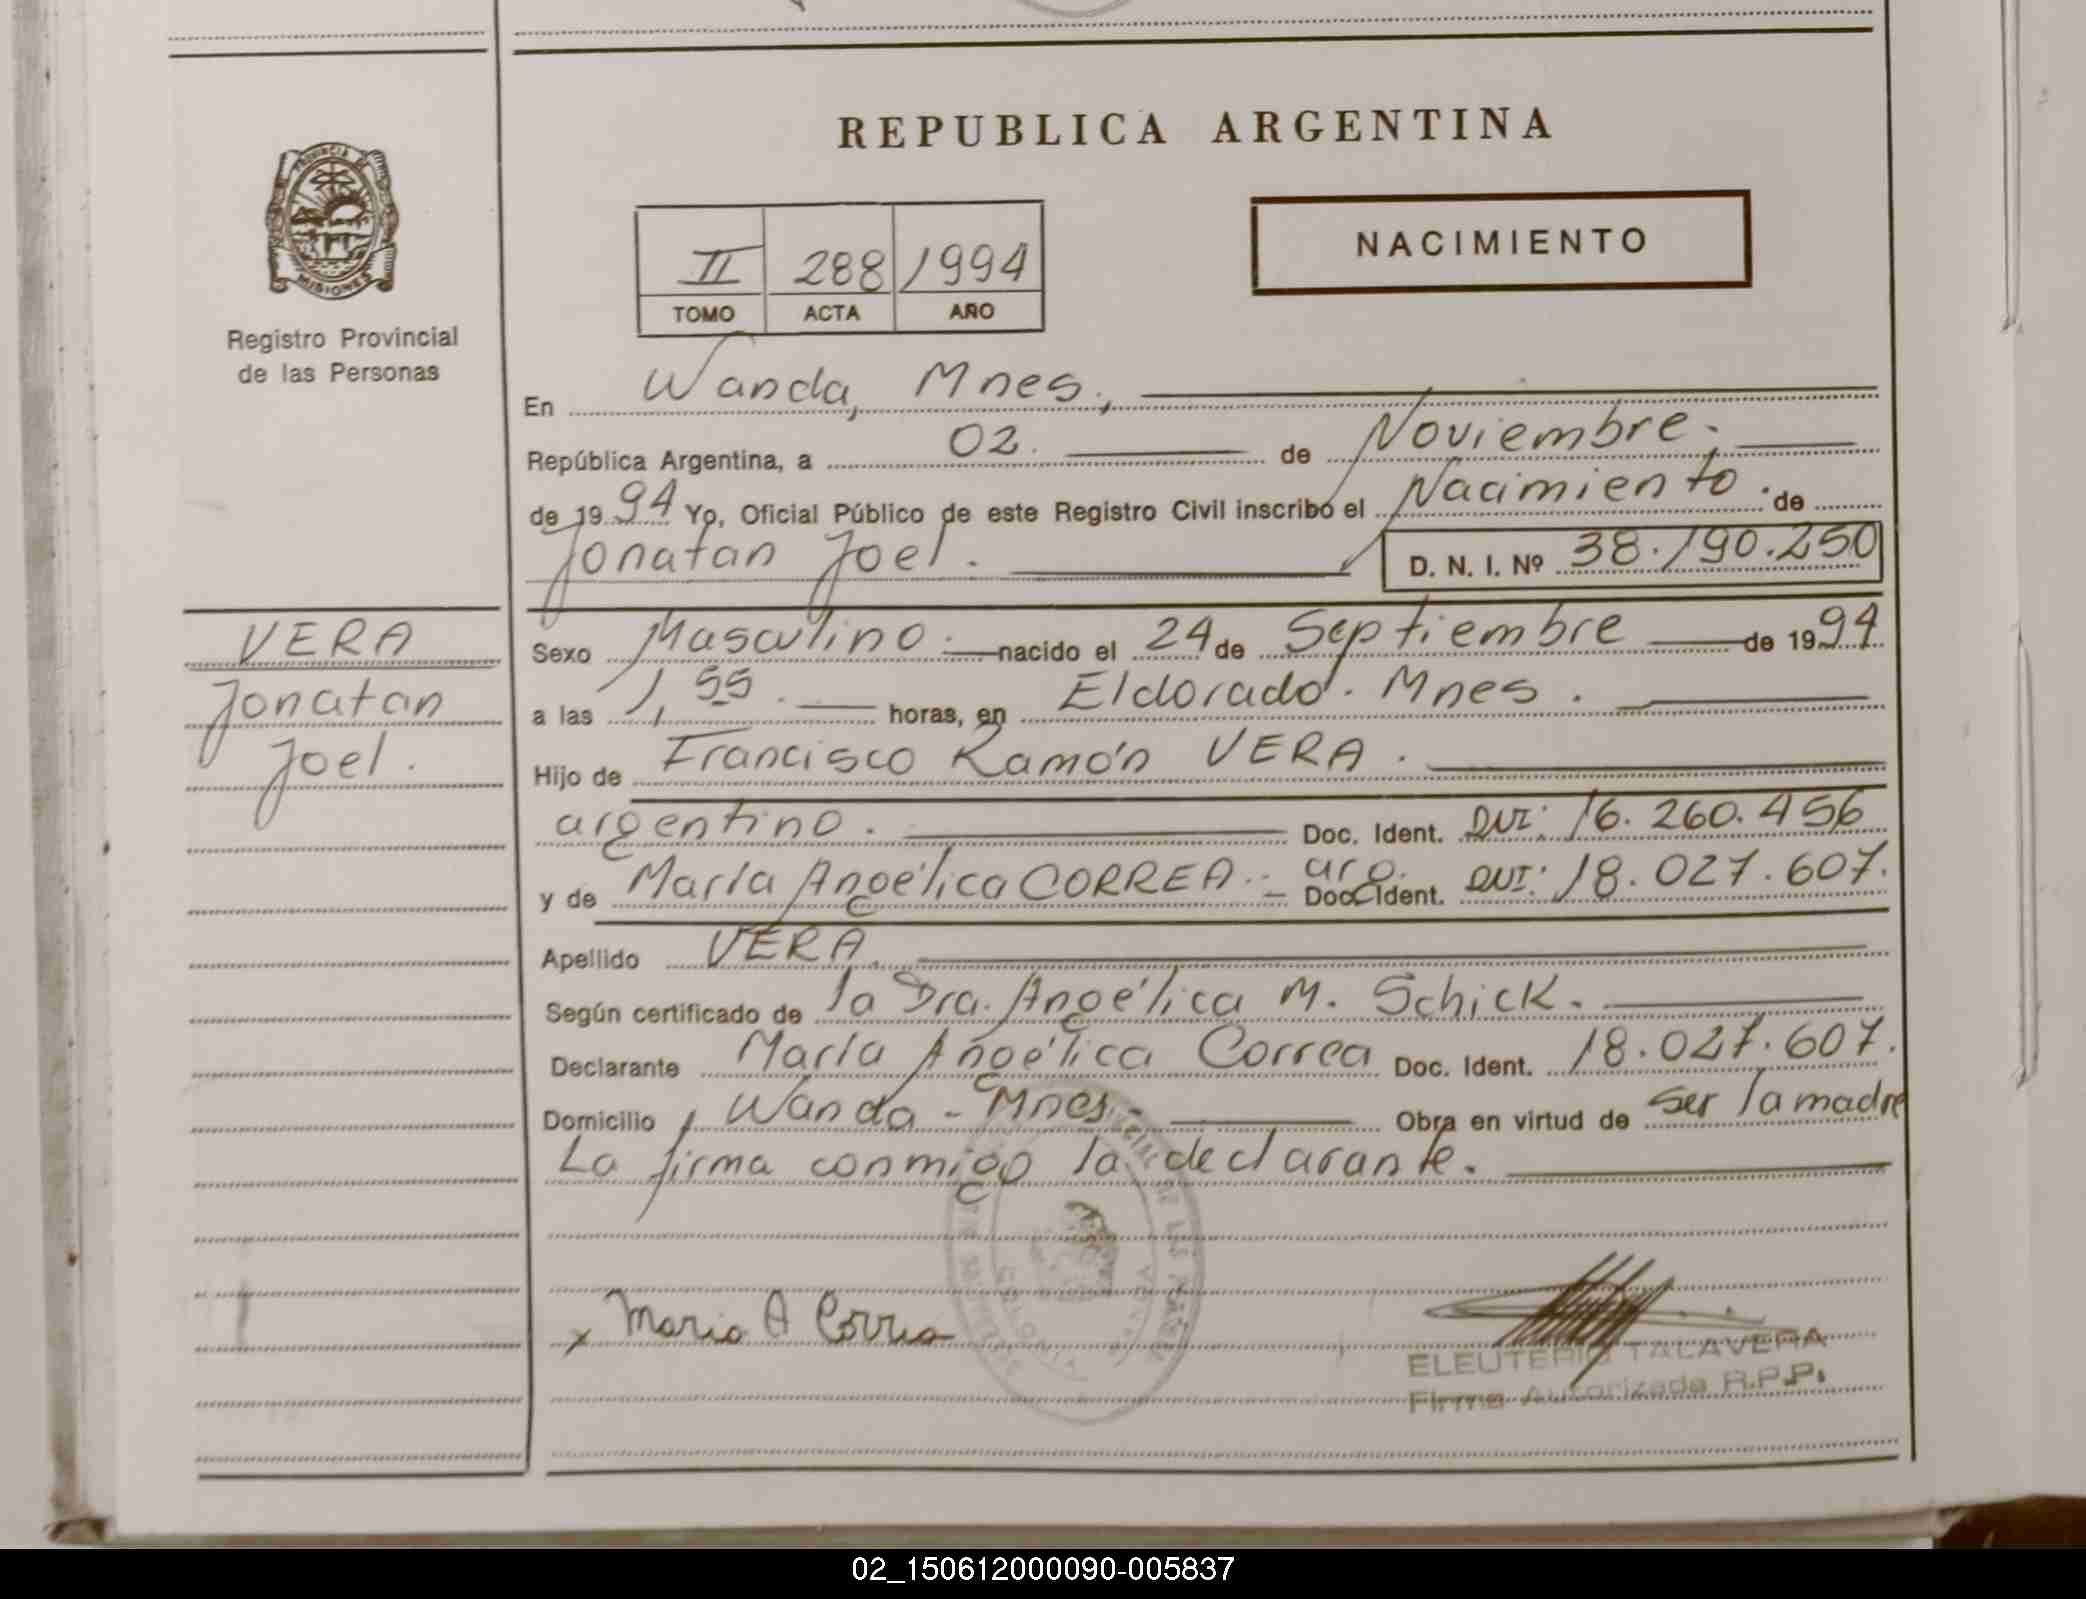 REPUBLICA ARGENTINA
PROVINCIA DE
MISIONES
Registro Provincial
de las Personas
II 288 1994
TOMO ACTA AÑO
NACIMIENTO
En Wanda, Mnes.,
República Argentina, a 02. de Noviembre.
de 1994 Yo, Oficial Público de este Registro Civil inscribo el Nacimiento. de
Jonatan Joel. D. N. I. Nº 38.190.250
VERA
Jonatan
Joel.
Sexo Masculino. nacido el 24 de Septiembre de 1994
a las 1,55. horas, en Eldorado. Mnes.
Hijo de Francisco Ramón VERA.
argentino. Doc. Ident. DNI: 16.260.456
y de María Angélica CORREA.- arg. Doc. Ident. DNI: 18.027.607.
Apellido VERA.
Según certificado de la Dra. Angélica M. Schick.
Declarante María Angélica Correa Doc. Ident. 18.027.607.
Domicilio Wanda - Mnes.- Obra en virtud de ser la madre
La firma conmigo la declarante.
x Maria A Correa
ELEUTERIO TALAVERA
Firma Autorizada R.P.P.
02_150612000090-005837